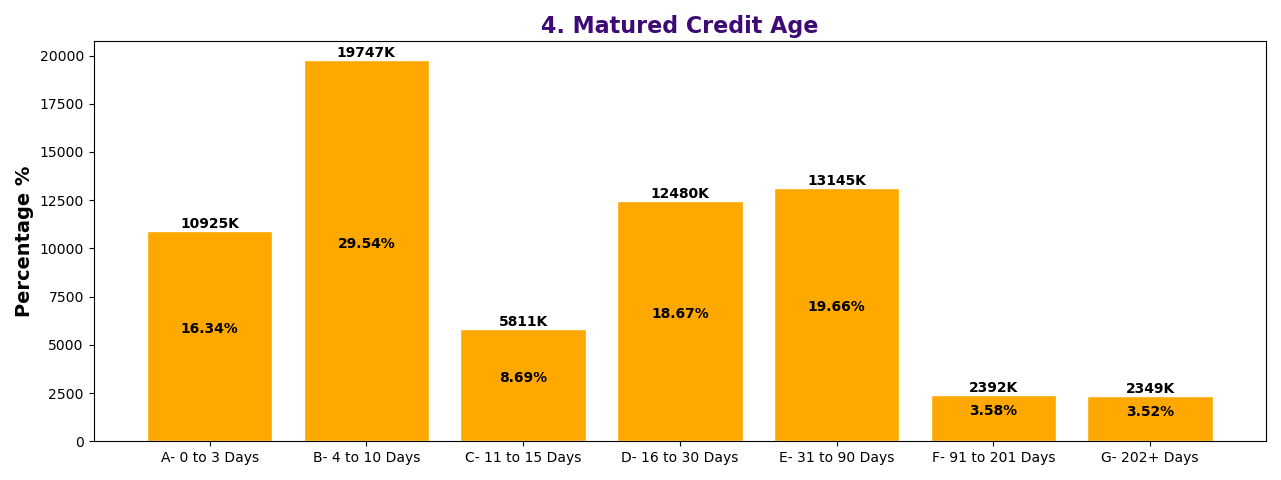 4. Matured Credit Age
Percentage %
20000
17500
15000
12500
10000
7500
5000
2500
0
10925K
19747K
5811K
12480K
13145K
2392K
2349K
16.34%
29.54%
8.69%
18.67%
19.66%
3.58%
3.52%
A- 0 to 3 Days
B- 4 to 10 Days
C- 11 to 15 Days
D- 16 to 30 Days
E- 31 to 90 Days
F- 91 to 201 Days
G- 202+ Days